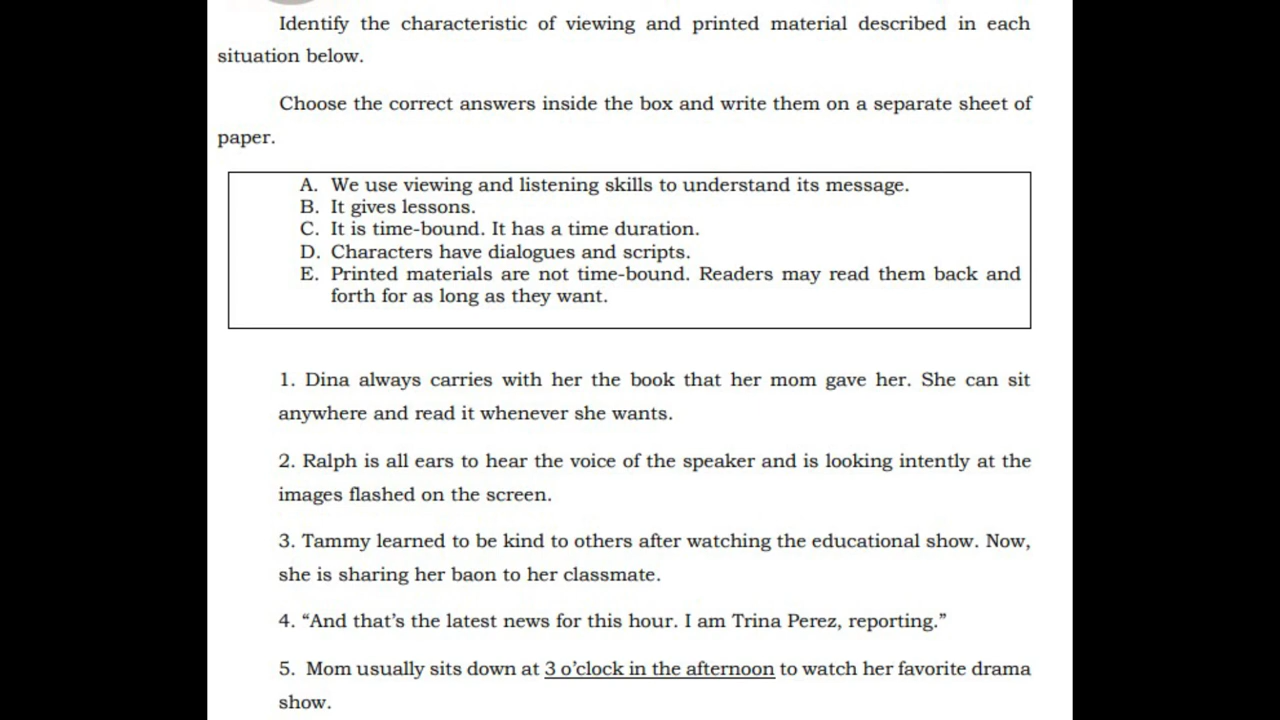 Identify the characteristic of viewing and printed material described in each
situation below.
Choose the correct answers inside the box and write them on a separate sheet of
paper.
A. We use viewing and listening skills to understand its message.
B. It gives lessons.
C. It is time-bound. It has a time duration.
D. Characters have dialogues and scripts.
E. Printed materials are not time-bound. Readers may read them back and
forth for as long as they want.
1. Dina always carries with her the book that her mom gave her. She can sit
anywhere and read it whenever she wants.
2. Ralph is all ears to hear the voice of the speaker and is looking intently at the
images flashed on the screen.
3. Tammy learned to be kind to others after watching the educational show. Now,
she is sharing her baon to her classmate.
4. “And that’s the latest news for this hour. I am Trina Perez, reporting.”
5. Mom usually sits down at 3 o’clock in the afternoon to watch her favorite drama
show.